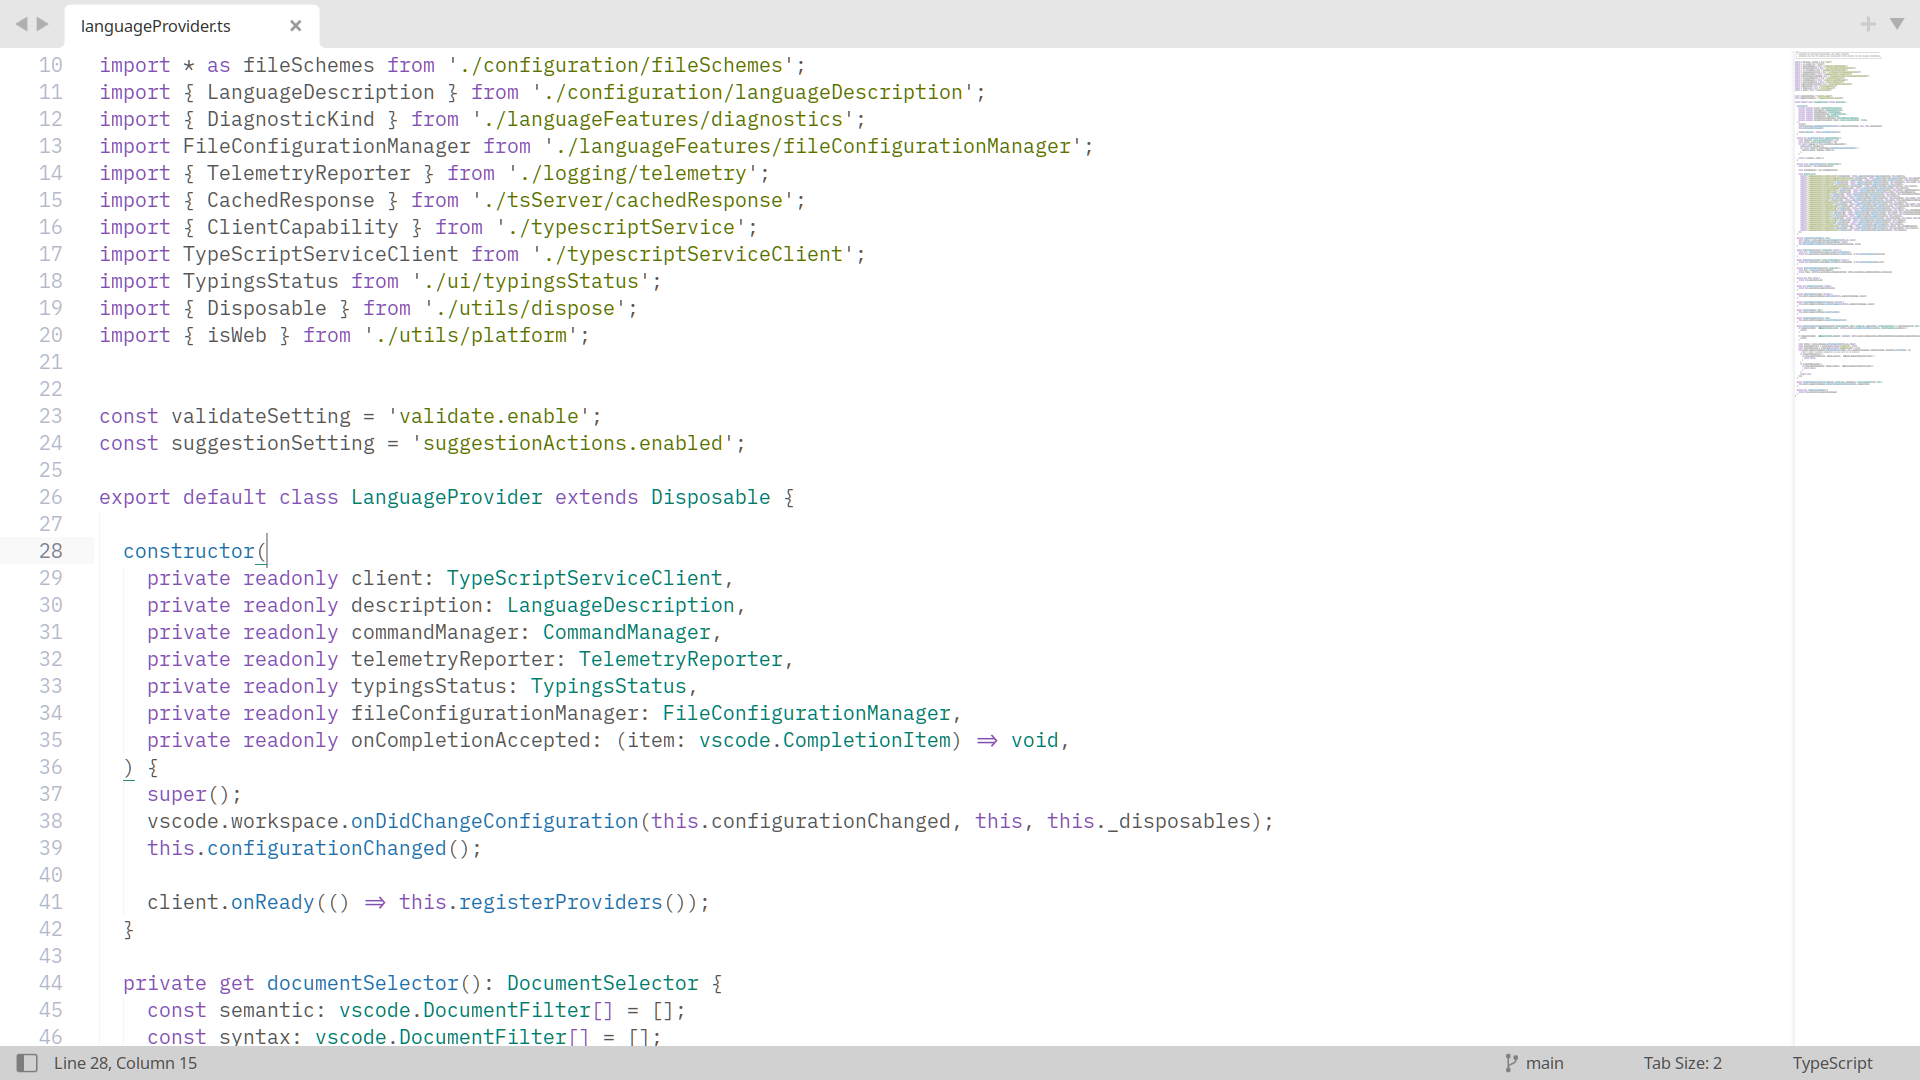 languageProvider.ts
10 import * as fileSchemes from './configuration/fileSchemes';
11 import { LanguageDescription } from './configuration/languageDescription';
12 import { DiagnosticKind } from './languageFeatures/diagnostics';
13 import FileConfigurationManager from './languageFeatures/fileConfigurationManager';
14 import { TelemetryReporter } from './logging/telemetry';
15 import { CachedResponse } from './tsServer/cachedResponse';
16 import { ClientCapability } from './typescriptService';
17 import TypeScriptServiceClient from './typescriptServiceClient';
18 import TypingsStatus from './ui/typingsStatus';
19 import { Disposable } from './utils/dispose';
20 import { isWeb } from './utils/platform';
21
22
23 const validateSetting = 'validate.enable';
24 const suggestionSetting = 'suggestionActions.enabled';
25
26 export default class LanguageProvider extends Disposable {
27
28 constructor(
29 private readonly client: TypeScriptServiceClient,
30 private readonly description: LanguageDescription,
31 private readonly commandManager: CommandManager,
32 private readonly telemetryReporter: TelemetryReporter,
33 private readonly typingsStatus: TypingsStatus,
34 private readonly fileConfigurationManager: FileConfigurationManager,
35 private readonly onCompletionAccepted: (item: vscode.CompletionItem) => void,
36 ) {
37 super();
38 vscode.workspace.onDidChangeConfiguration(this.configurationChanged, this, this._disposables);
39 this.configurationChanged();
40
41 client.onReady(() => this.registerProviders());
42 }
43
44 private get documentSelector(): DocumentSelector {
45 const semantic: vscode.DocumentFilter[] = [];
46 const syntax: vscode.DocumentFilter[] = [];
Line 28, Column 15
main
Tab Size: 2
TypeScript